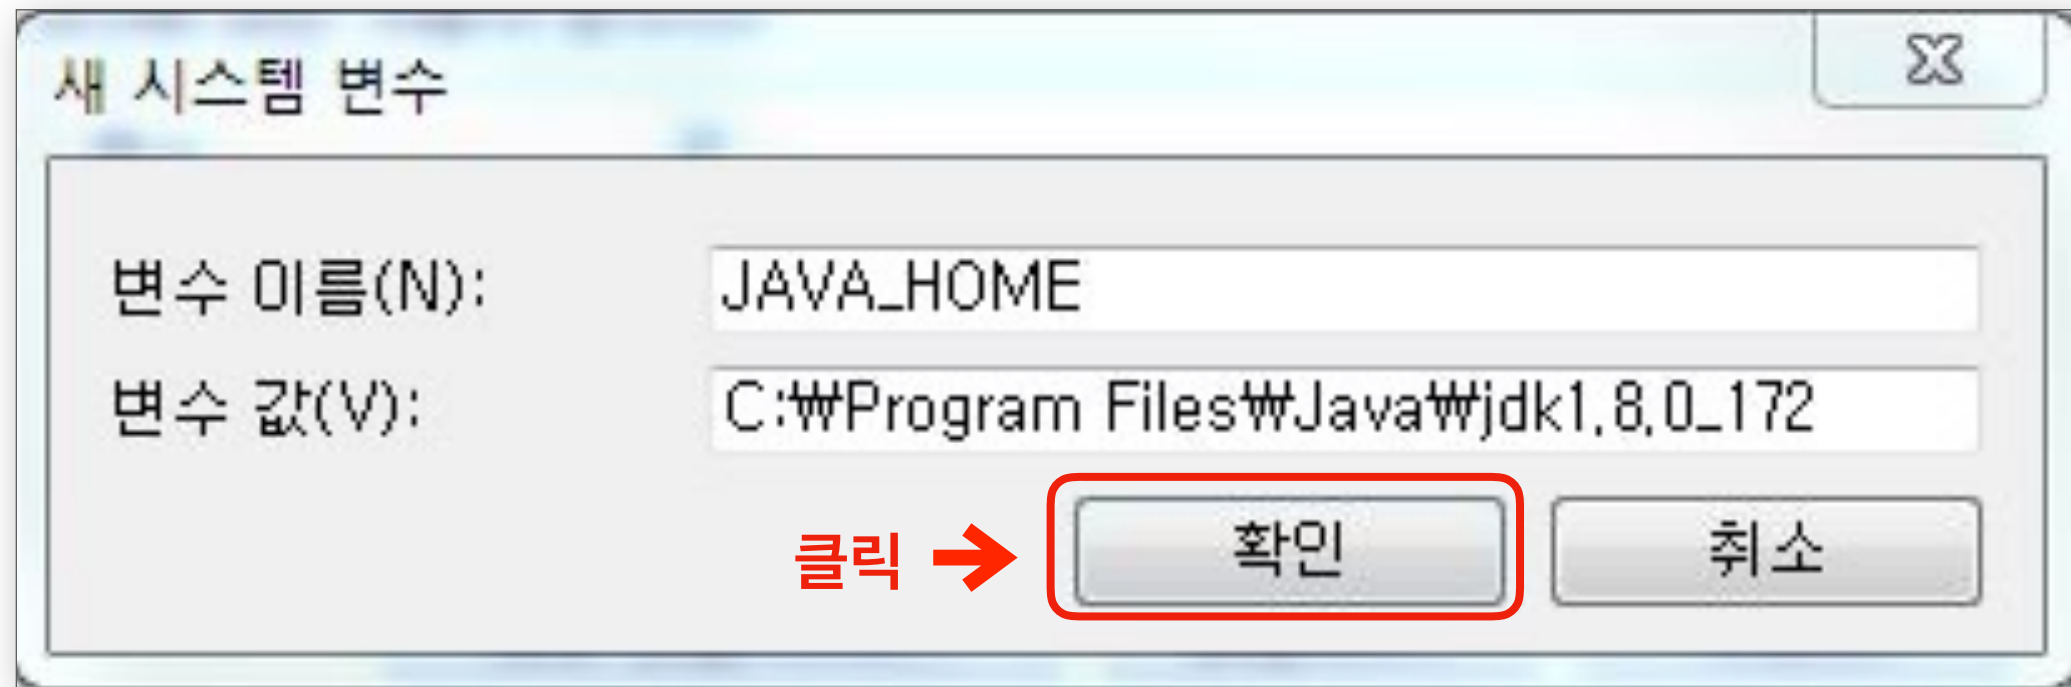 새 시스템 변수
변수 이름(N): JAVA_HOME
변수 값(V): C:₩Program Files₩Java₩jdk1.8.0_172
클릭 → 확인 취소